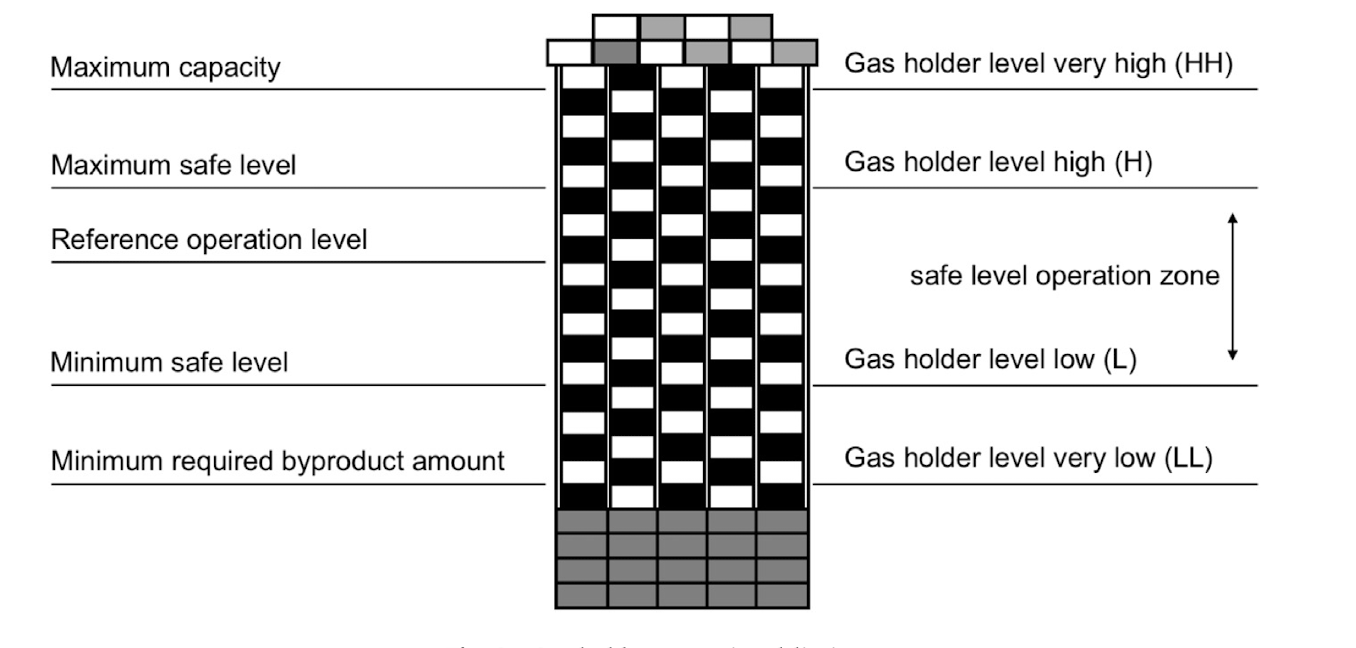 Maximum capacity
Gas holder level very high (HH)
Maximum safe level
Gas holder level high (H)
Reference operation level
safe level operation zone
Minimum safe level
Gas holder level low (L)
Minimum required byproduct amount
Gas holder level very low (LL)